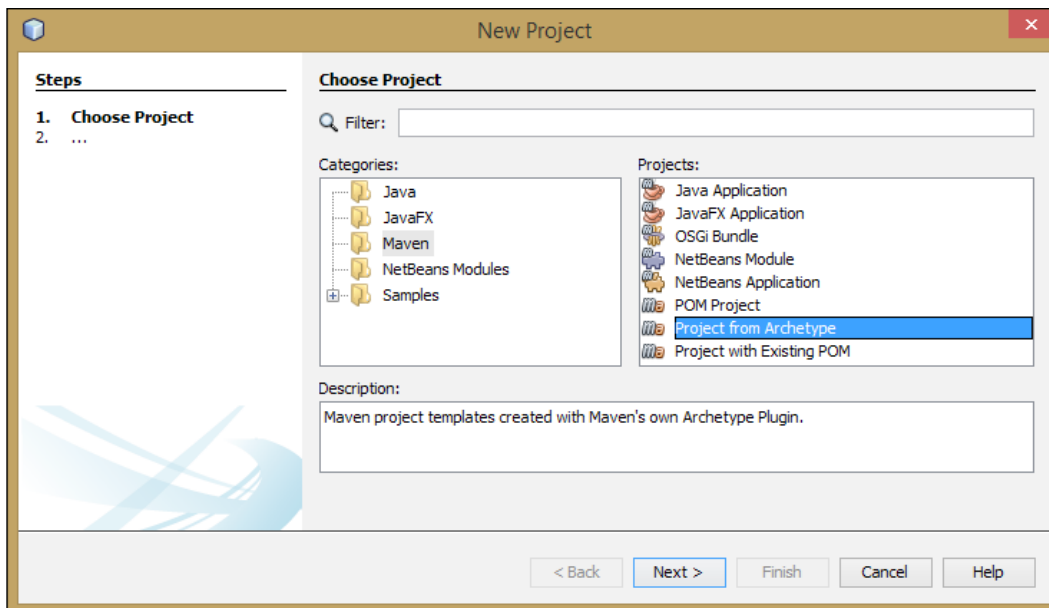 New Project
Steps
1. Choose Project
2. ...
Choose Project
Filter:
Categories:
Java
JavaFX
Maven
NetBeans Modules
Samples
Projects:
Java Application
JavaFX Application
OSGi Bundle
NetBeans Module
NetBeans Application
POM Project
Project from Archetype
Project with Existing POM
Description:
Maven project templates created with Maven's own Archetype Plugin.
< Back Next > Finish Cancel Help